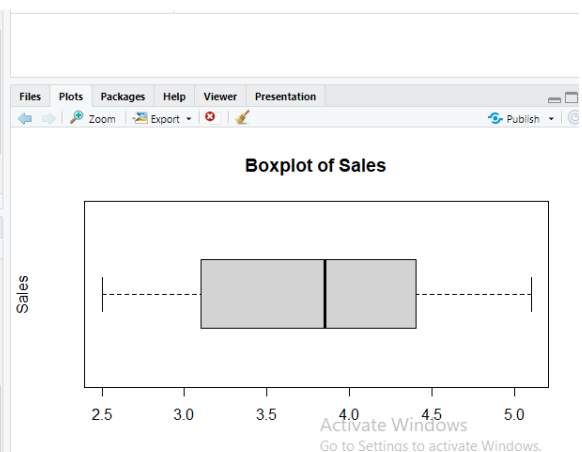 Files Plots Packages Help Viewer Presentation
Zoom Export Publish
Boxplot of Sales
Sales
2.5 3.0 3.5 4.0 4.5 5.0
Activate Windows
Go to Settings to activate Windows.